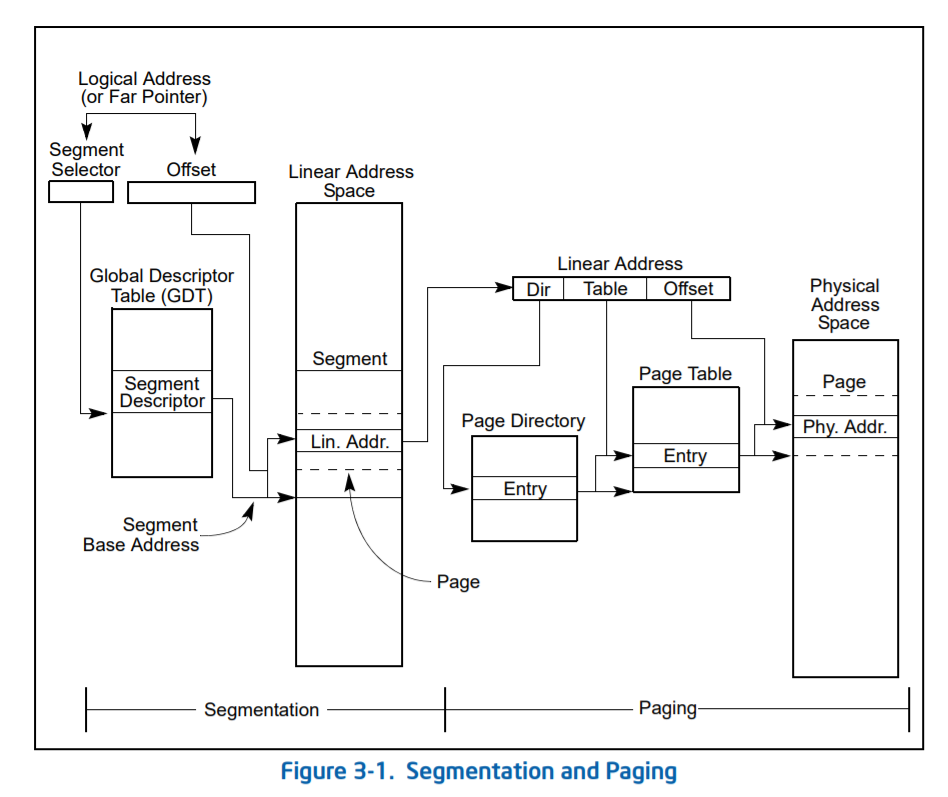 Logical Address
(or Far Pointer)
Segment
Selector
Offset
Linear Address
Space
Global Descriptor
Table (GDT)
Segment
Descriptor
Segment
Lin. Addr.
Segment
Base Address
Page
Linear Address
Dir
Table
Offset
Page Directory
Entry
Page Table
Entry
Physical
Address
Space
Page
Phy. Addr.
Segmentation
Paging
Figure 3-1. Segmentation and Paging